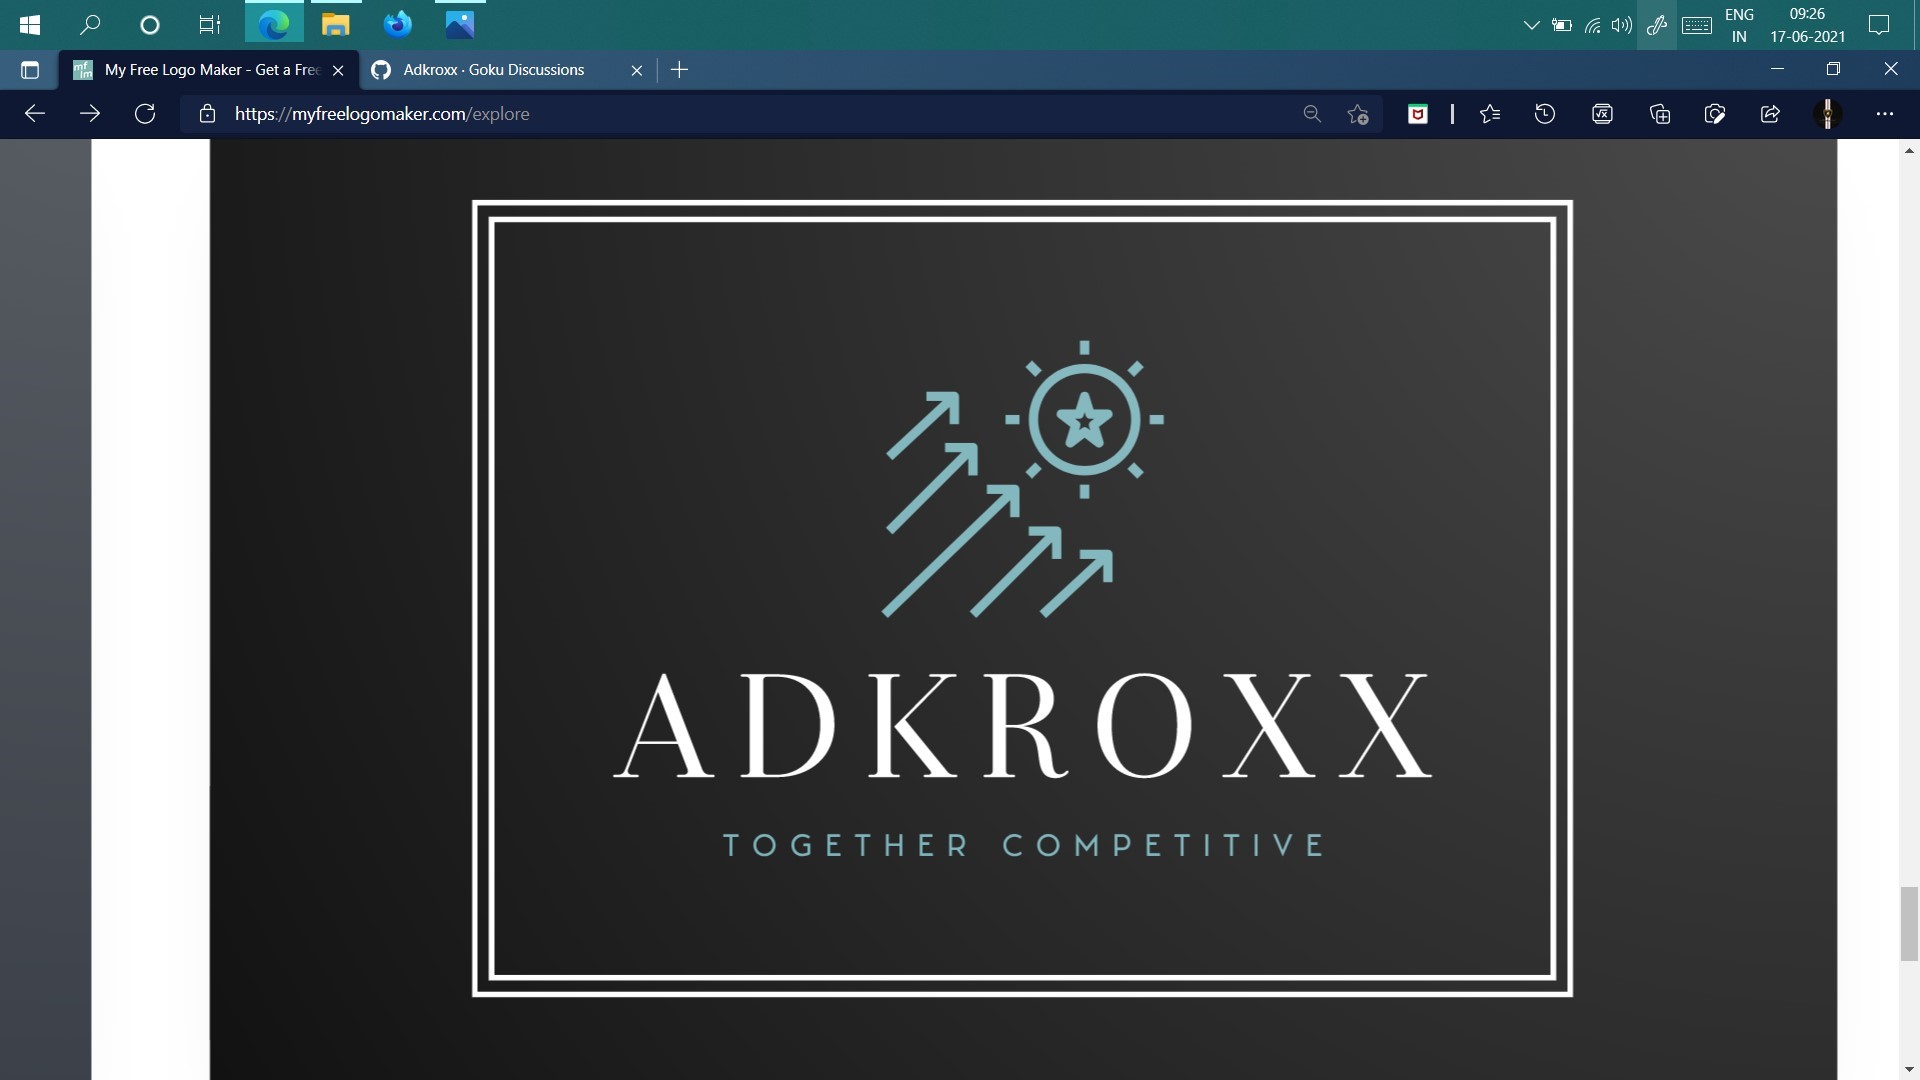 ENG
IN
09:26
17-06-2021
My Free Logo Maker - Get a Free
Adkroxx · Goku Discussions
https://myfreelogomaker.com/explore
ADKROXX
TOGETHER COMPETITIVE